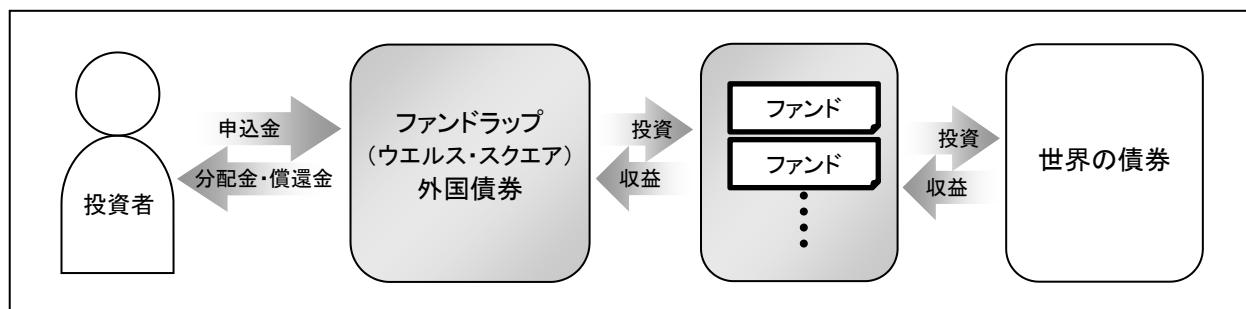 投資者
申込金
分配金・償還金
ファンドラップ
（ウエルス・スクエア）
外国債券
投資
収益
ファンド
ファンド
投資
収益
世界の債券